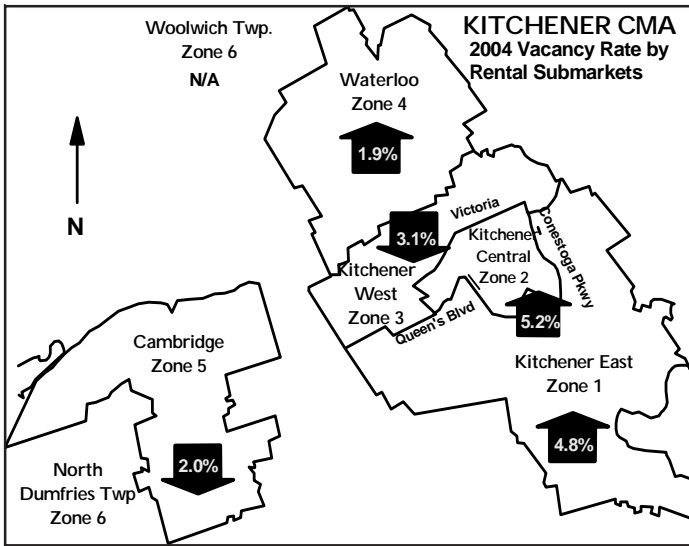 KITCHENER CMA
2004 Vacancy Rate by
Rental Submarkets
Woolwich Twp.
Zone 6
N/A
Waterloo
Zone 4
1.9%
N
Victoria
3.1%
Kitchener
West
Zone 3
Kitchene
Central
Zone 2
Conestoga Pkwy
Queen's Blvd
5.2%
Cambridge
Zone 5
Kitchener East
Zone 1
4.8%
2.0%
North
Dumfries Twp
Zone 6